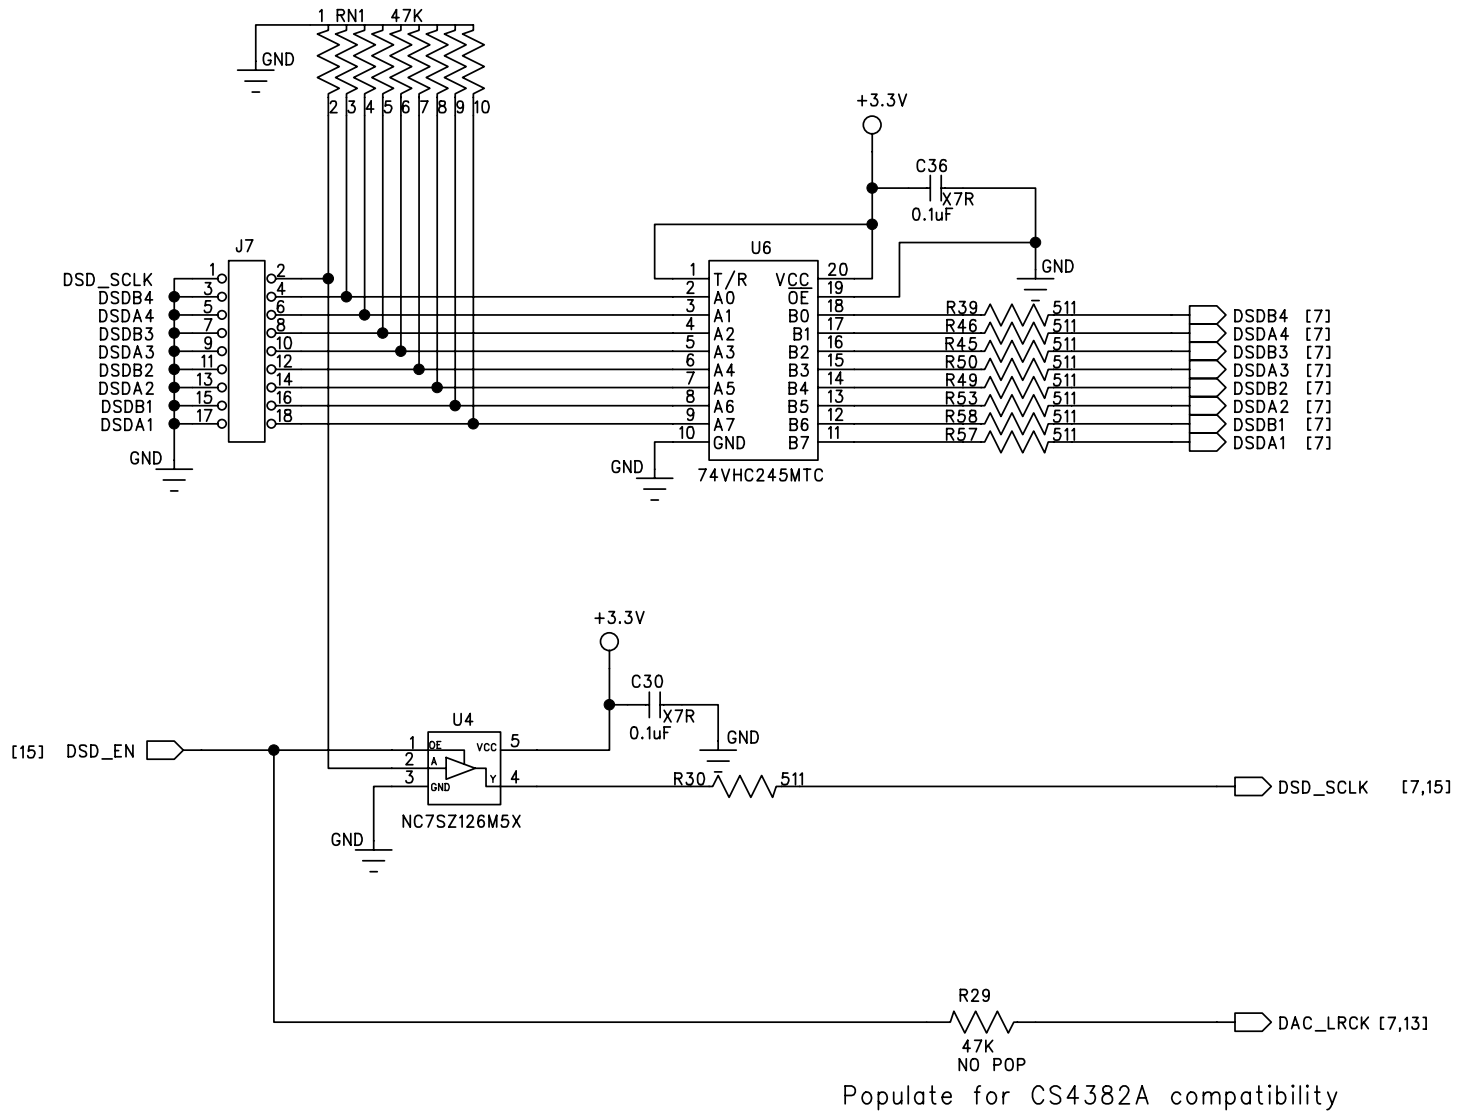 1 RN1 47K
GND
2 3 4 5 6 7 8 9 10
+3.3V
C36
X7R
0.1uF
GND
J7
DSD_SCLK 1 2
DSDB4 3 4
DSDA4 5 6
DSDB3 7 8
DSDA3 9 10
DSDB2 11 12
DSDA2 13 14
DSDB1 15 16
DSDA1 17 18
GND
U6
1 T/R VCC 20
2 A0 OE 19
3 A1 B0 18
4 A2 B1 17
5 A3 B2 16
6 A4 B3 15
7 A5 B4 14
8 A6 B5 13
9 A7 B6 12
10 GND B7 11
GND
74VHC245MTC
R39 511 DSDB4 [7]
R46 511 DSDA4 [7]
R45 511 DSDB3 [7]
R50 511 DSDA3 [7]
R49 511 DSDB2 [7]
R53 511 DSDA2 [7]
R58 511 DSDB1 [7]
R57 511 DSDA1 [7]
+3.3V
C30
X7R
0.1uF
GND
U4
[15] DSD_EN
1 OE VCC 5
2 A
3 GND Y 4
NC7SZ126M5X
GND
R30 511 DSD_SCLK [7,15]
R29
47K
NO POP
DAC_LRCK [7,13]
Populate for CS4382A compatibility